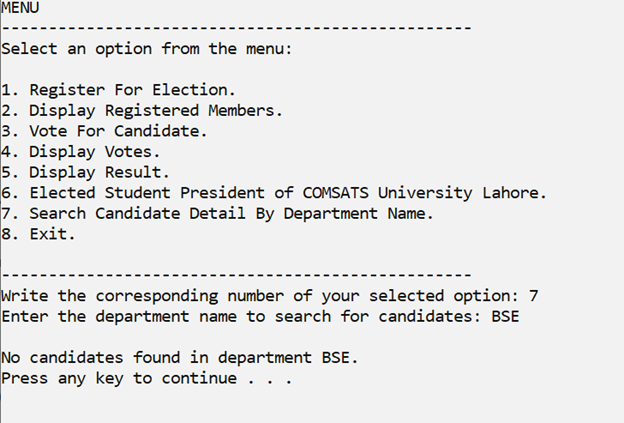 MENU
-------------------------------------------------
Select an option from the menu:
1. Register For Election.
2. Display Registered Members.
3. Vote For Candidate.
4. Display Votes.
5. Display Result.
6. Elected Student President of COMSATS University Lahore.
7. Search Candidate Detail By Department Name.
8. Exit.
-------------------------------------------------
Write the corresponding number of your selected option: 7
Enter the department name to search for candidates: BSE
No candidates found in department BSE.
Press any key to continue . . .